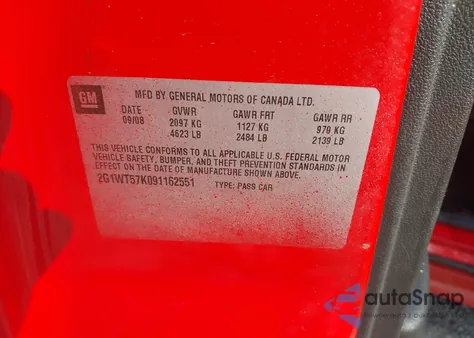 GM
MFD BY GENERAL MOTORS OF CANADA LTD.
DATE GVWR GAWR FRT GAWR RR
09/08 2097 KG 1127 KG 970 KG
4623 LB 2484 LB 2139 LB
THIS VEHICLE CONFORMS TO ALL APPLICABLE U.S. FEDERAL MOTOR
VEHICLE SAFETY, BUMPER, AND THEFT PREVENTION STANDARDS IN
EFFECT ON THE DATE OF MANUFACTURE SHOWN ABOVE.
2G1WT57K091162551 TYPE: PASS CAR
autoSnap